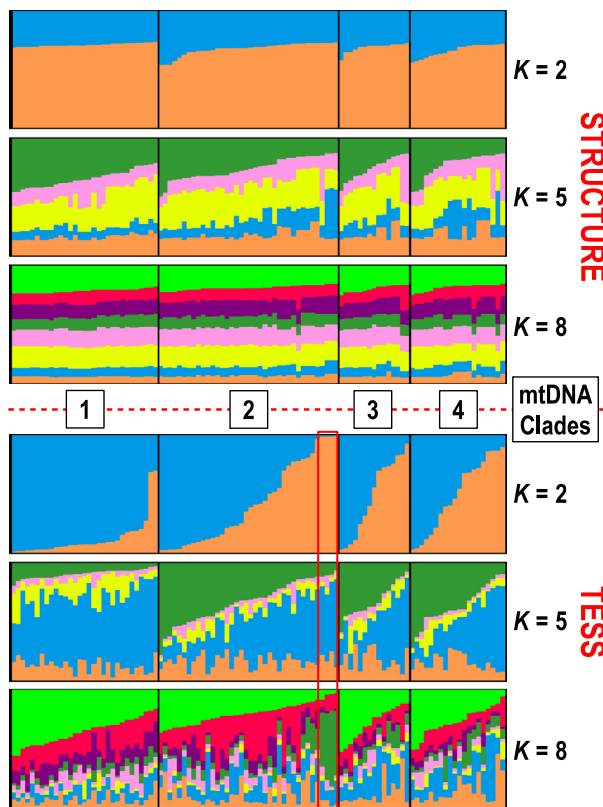 K = 2
STRUCTURE
K = 5
K = 8
1
2
3
4
mtDNA
Clades
K = 2
K = 5
TESS
K = 8